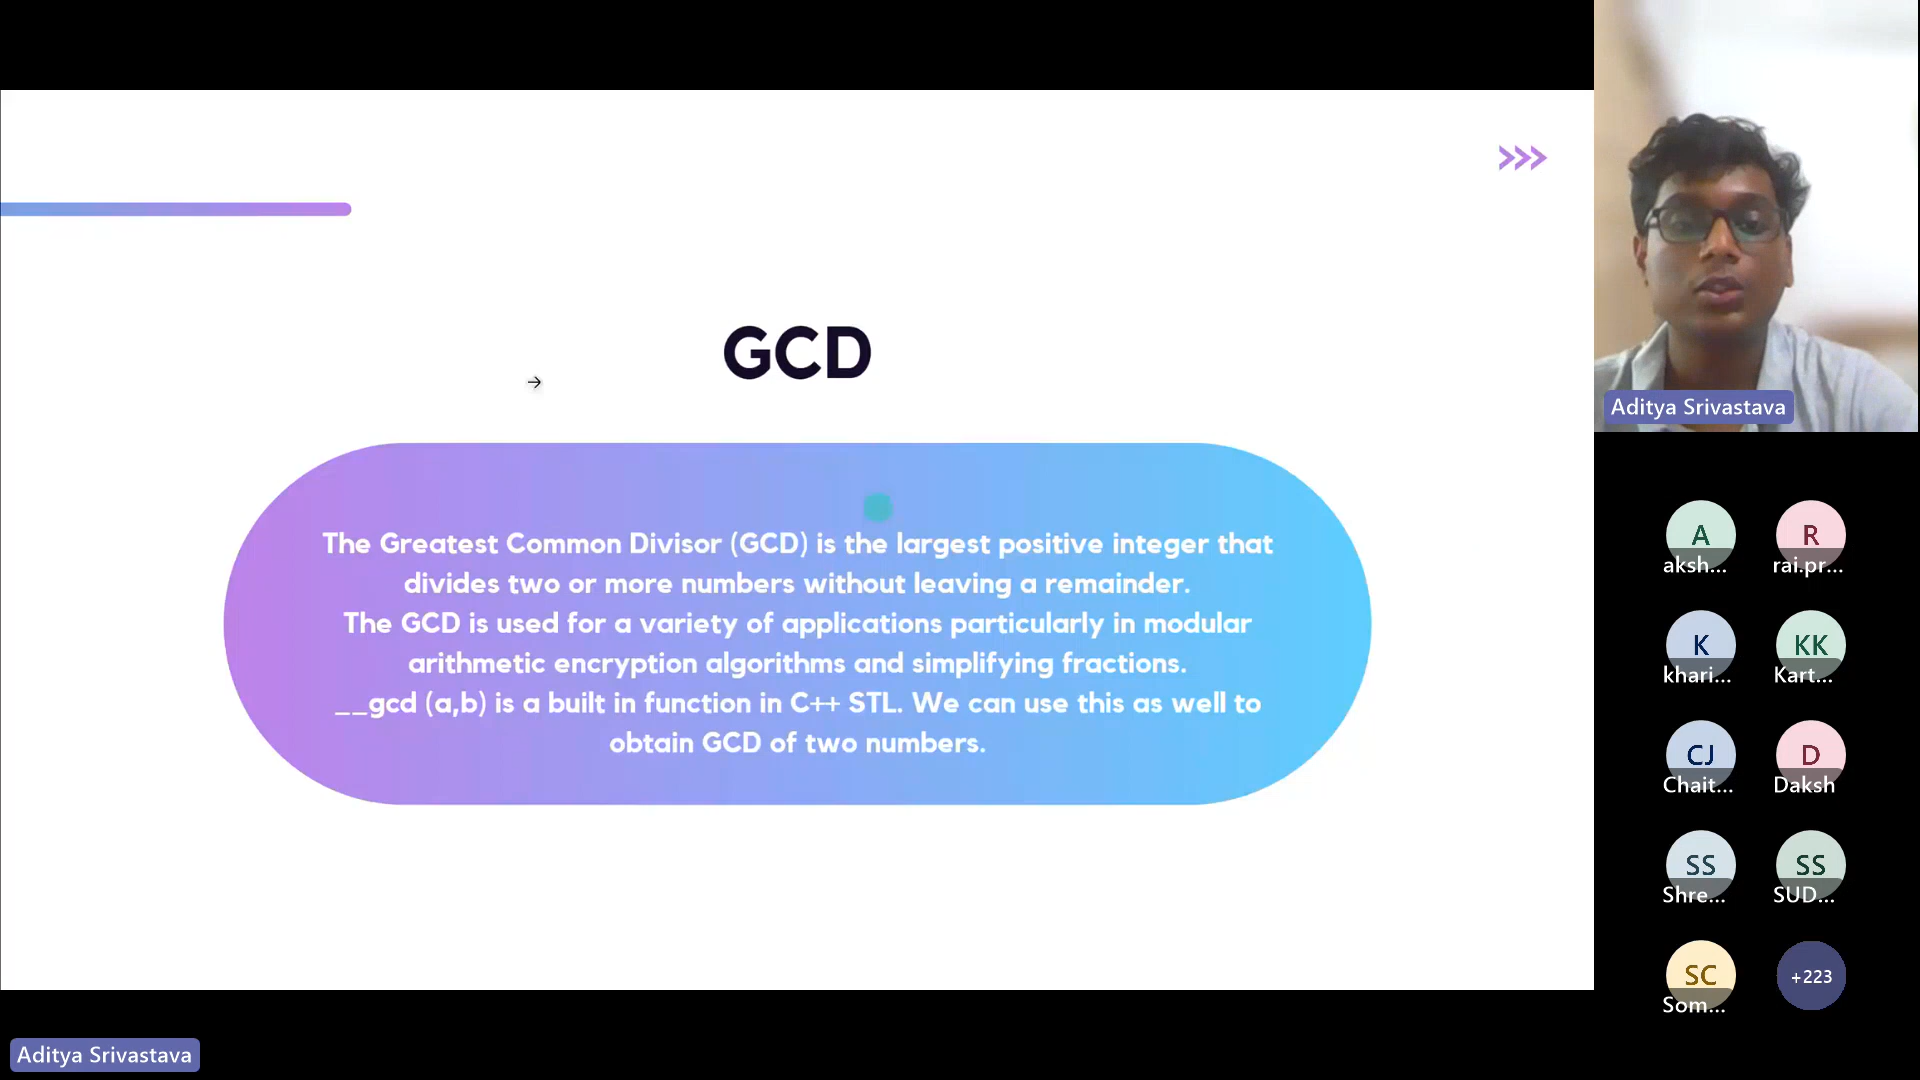 GCD
The Greatest Common Divisor (GCD) is the largest positive integer that
divides two or more numbers without leaving a remainder.
The GCD is used for a variety of applications particularly in modular
arithmetic encryption algorithms and simplifying fractions.
__gcd (a,b) is a built in function in C++ STL. We can use this as well to
obtain GCD of two numbers.
Aditya Srivastava
A
aksh...
R
rai.pr...
K
khari...
KK
Kart...
CJ
Chait...
D
Daksh
SS
Shre...
SS
SUD...
SC
Som...
+223
Aditya Srivastava